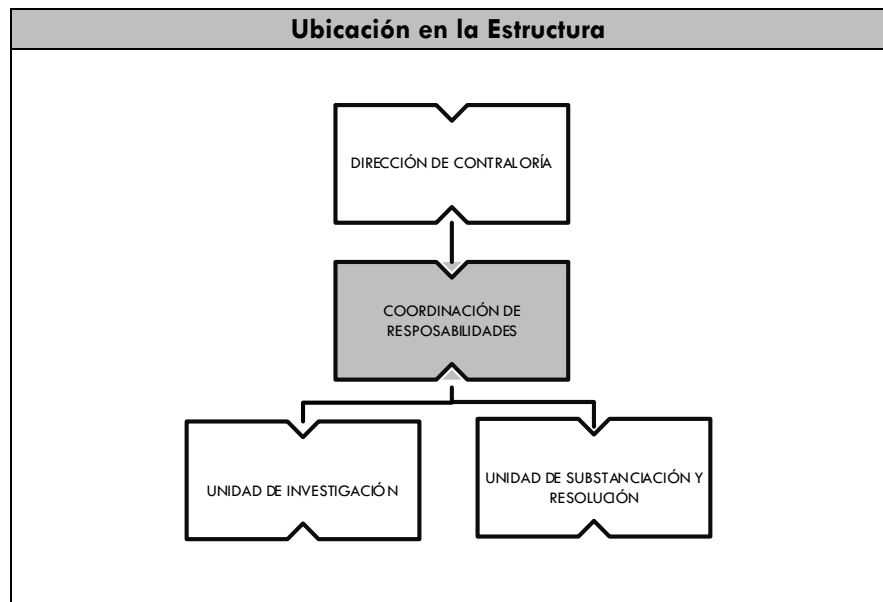 Ubicación en la Estructura
DIRECCIÓN DE CONTRALORÍA
COORDINACIÓN DE
RESPOSABILIDADES
UNIDAD DE INVESTIGACIÓN
UNIDAD DE SUBSTANCIACIÓN Y
RESOLUCIÓN